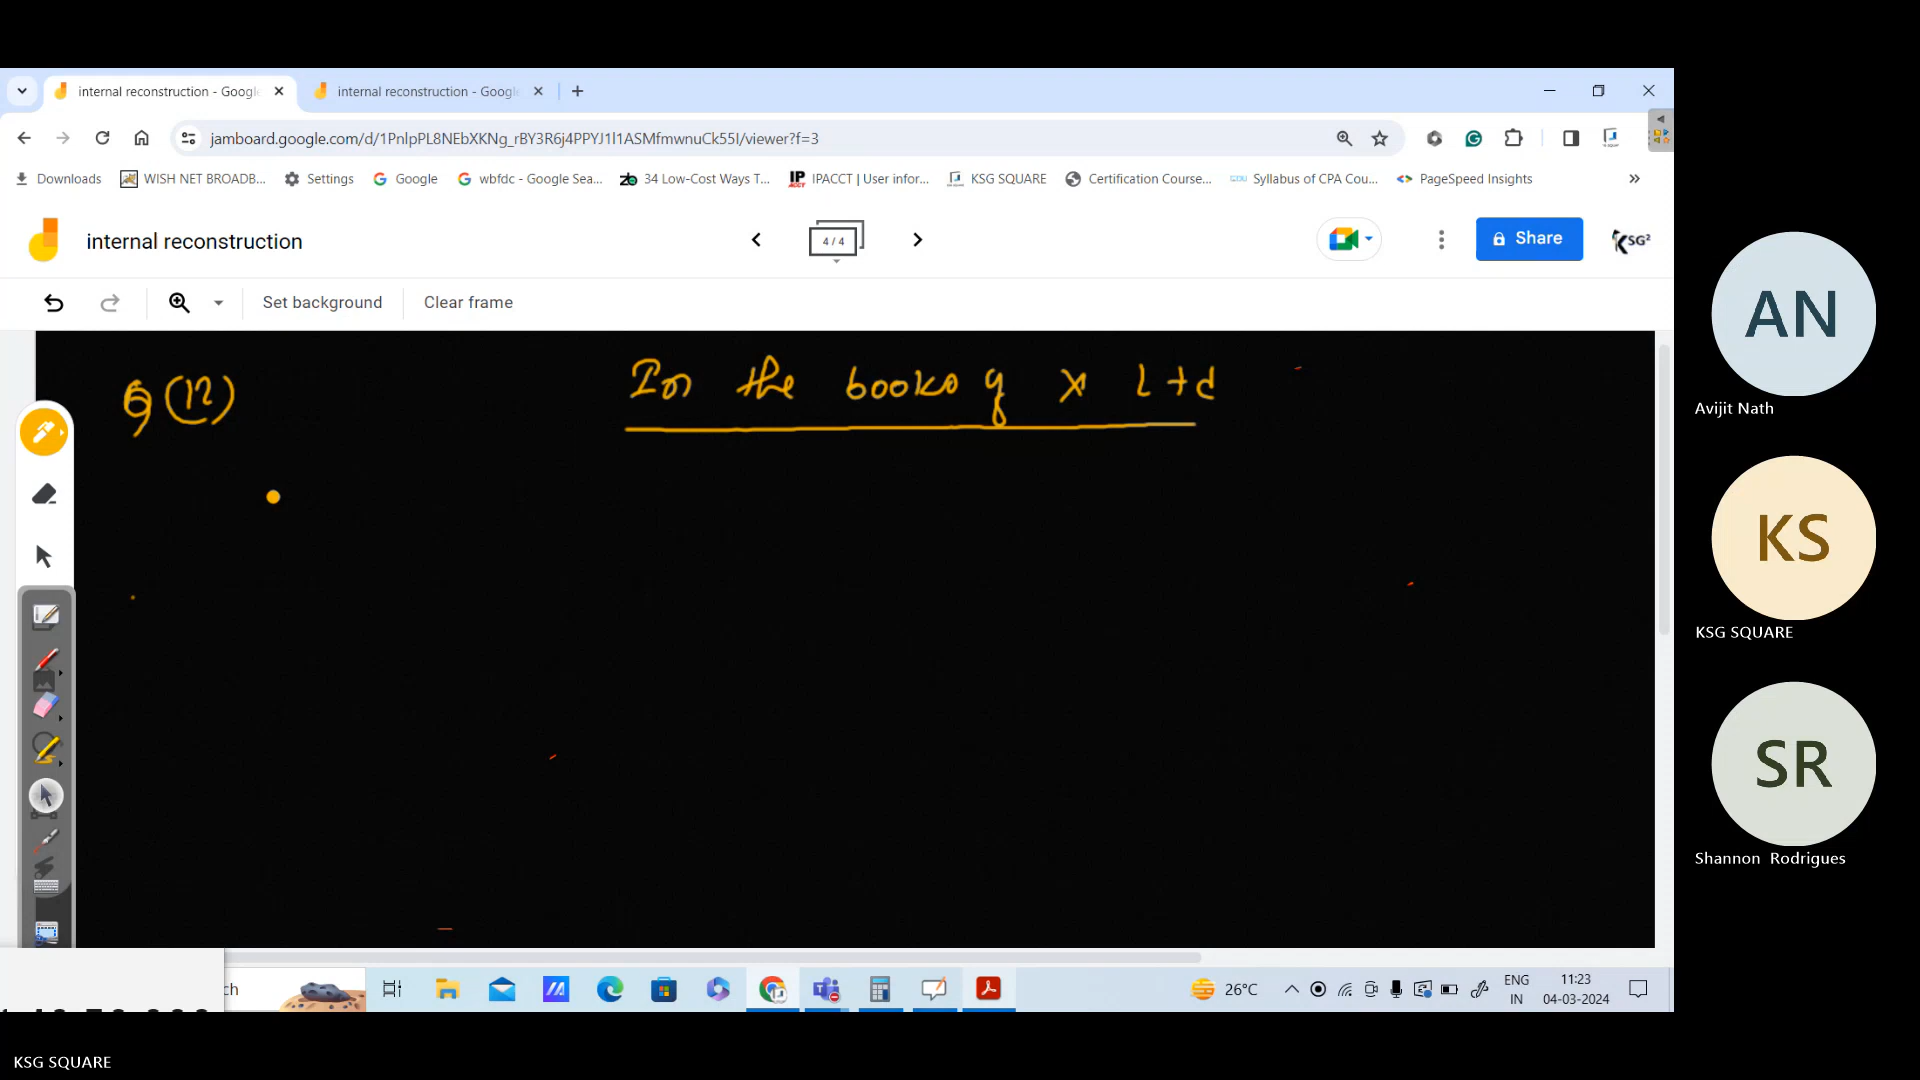 internal reconstruction - Google
internal reconstruction - Google
jamboard.google.com/d/1PnlpPL8NEbXKNg_rBY3R6j4PPYJ1l1ASMfmwnuCk55I/viewer?f=3
Downloads WISH NET BROADB... Settings Google wbfdc - Google Sea... 34 Low-Cost Ways T... IPACCT | User infor... KSG SQUARE Certification Course... Syllabus of CPA Cou... PageSpeed Insights
internal reconstruction 4 / 4 Share KSG²
Set background Clear frame
Q (12) In the books of X Ltd
AN
Avijit Nath
KS
KSG SQUARE
SR
Shannon Rodrigues
ch 26°C ENG IN 11:23 04-03-2024
KSG SQUARE